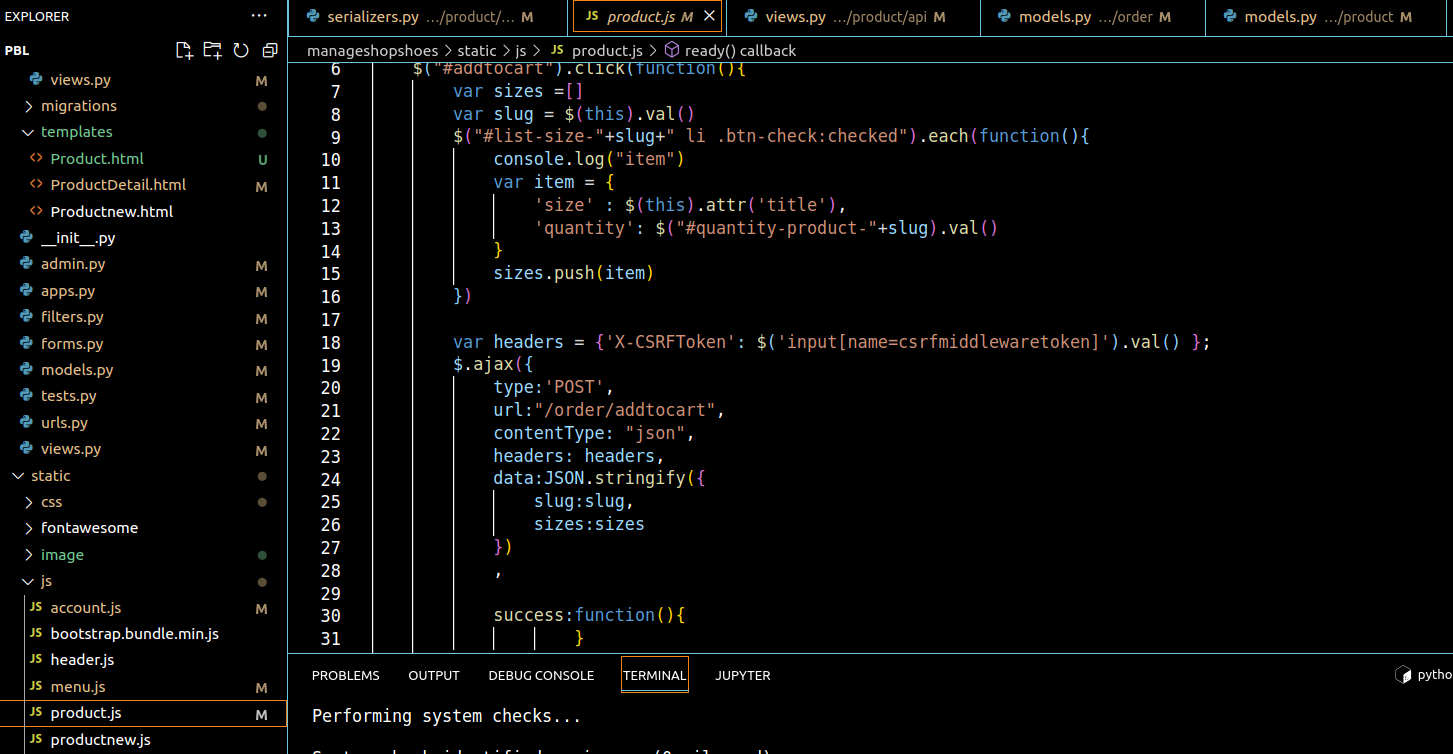 EXPLORER ...
PBL
views.py M
migrations
templates
Product.html U
ProductDetail.html M
Productnew.html
__init__.py
admin.py M
apps.py M
filters.py M
forms.py M
models.py M
tests.py M
urls.py M
views.py M
static
css
fontawesome
image
js
JS account.js M
JS bootstrap.bundle.min.js
JS header.js
JS menu.js M
JS product.js M
JS productnew.js
serializers.py .../product/... M
JS product.js M
views.py .../product/api M
models.py .../order M
models.py .../product M
manageshopshoes > static > js > JS product.js > ready() callback
6 $("#addtocart").click(function(){
7 var sizes =[]
8 var slug = $(this).val()
9 $("#list-size-"+slug+" li .btn-check:checked").each(function(){
10 console.log("item")
11 var item = {
12 'size' : $(this).attr('title'),
13 'quantity': $("#quantity-product-"+slug).val()
14 }
15 sizes.push(item)
16 })
17
18 var headers = {'X-CSRFToken': $('input[name=csrfmiddlewaretoken]').val() };
19 $.ajax({
20 type:'POST',
21 url:"/order/addtocart",
22 contentType: "json",
23 headers: headers,
24 data:JSON.stringify({
25 slug:slug,
26 sizes:sizes
27 })
28 ,
29
30 success:function(){
31 }
PROBLEMS OUTPUT DEBUG CONSOLE TERMINAL JUPYTER
pytho
Performing system checks...